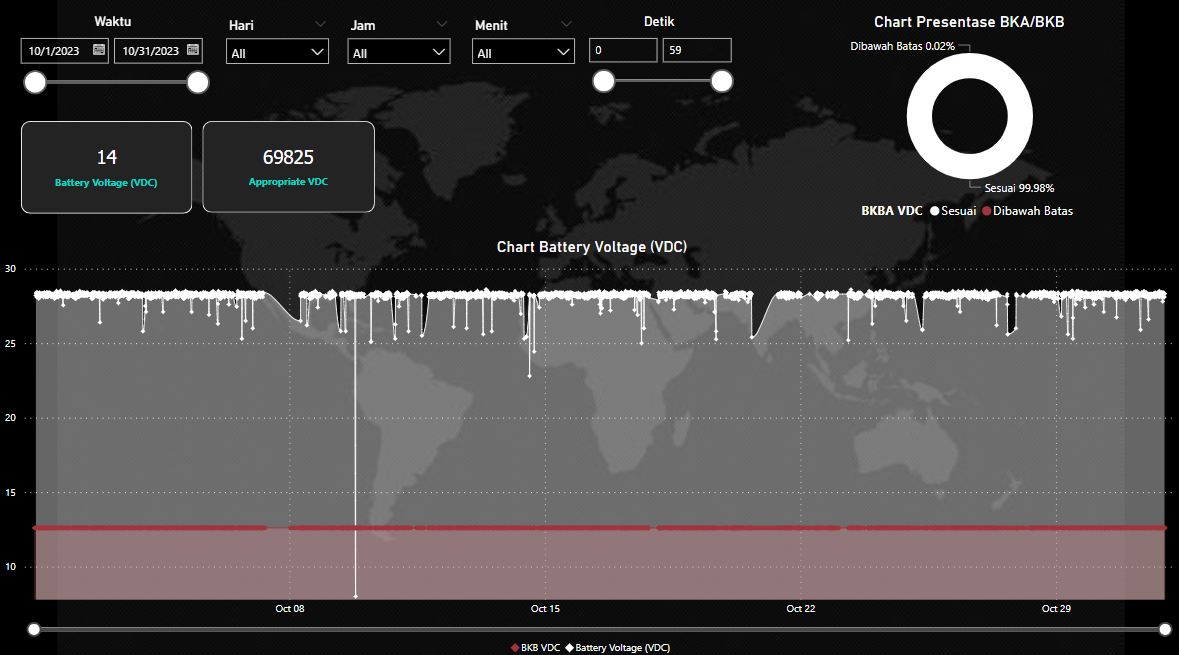 Waktu
Hari
Jam
Menit
Detik
10/1/2023
10/31/2023
All
All
All
0
59
Chart Presentase BKA/BKB
Dibawah Batas 0.02%
Sesuai 99.98%
BKBA VDC Sesuai Dibawah Batas
14
Battery Voltage (VDC)
69825
Appropriate VDC
Chart Battery Voltage (VDC)
30
25
20
15
10
Oct 08
Oct 15
Oct 22
Oct 29
BKB VDC Battery Voltage (VDC)